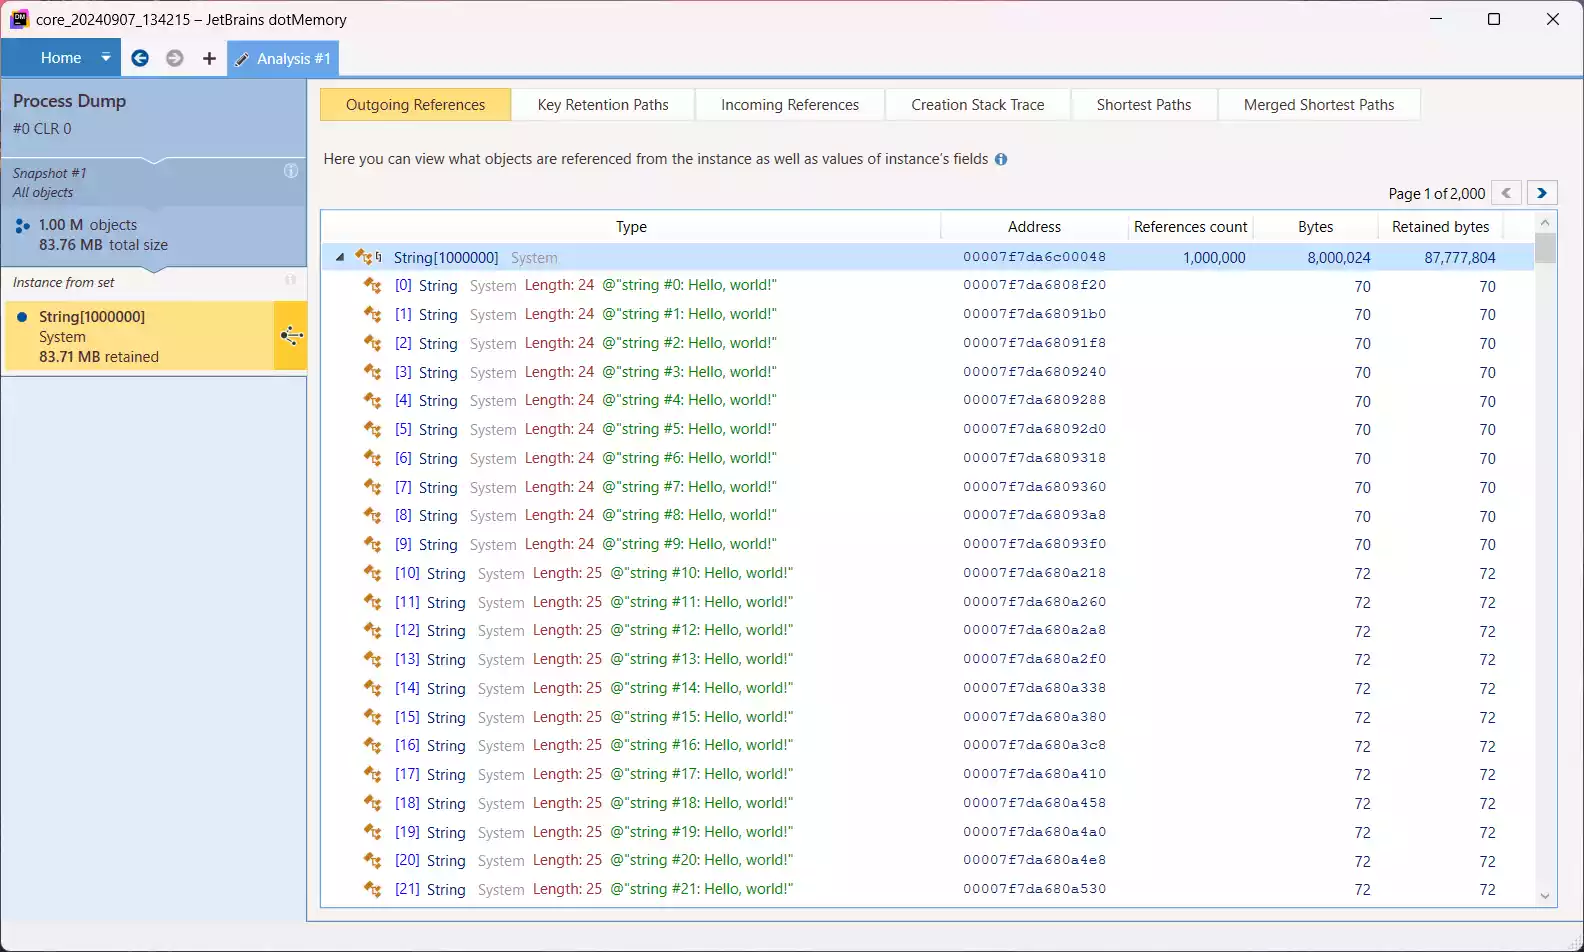 core_20240907_134215 – JetBrains dotMemory
Home
Analysis #1
Process Dump
#0 CLR 0
Snapshot #1
All objects
1.00 M objects
83.76 MB total size
Instance from set
String[1000000]
System
83.71 MB retained
Outgoing References Key Retention Paths Incoming References Creation Stack Trace Shortest Paths Merged Shortest Paths
Here you can view what objects are referenced from the instance as well as values of instance's fields
Page 1 of 2,000
Type Address References count Bytes Retained bytes
String[1000000] System 00007f7da6c00048 1,000,000 8,000,024 87,777,804
[0] String System Length: 24 @"string #0: Hello, world!" 00007f7da6808f20 70 70
[1] String System Length: 24 @"string #1: Hello, world!" 00007f7da68091b0 70 70
[2] String System Length: 24 @"string #2: Hello, world!" 00007f7da68091f8 70 70
[3] String System Length: 24 @"string #3: Hello, world!" 00007f7da6809240 70 70
[4] String System Length: 24 @"string #4: Hello, world!" 00007f7da6809288 70 70
[5] String System Length: 24 @"string #5: Hello, world!" 00007f7da68092d0 70 70
[6] String System Length: 24 @"string #6: Hello, world!" 00007f7da6809318 70 70
[7] String System Length: 24 @"string #7: Hello, world!" 00007f7da6809360 70 70
[8] String System Length: 24 @"string #8: Hello, world!" 00007f7da68093a8 70 70
[9] String System Length: 24 @"string #9: Hello, world!" 00007f7da68093f0 70 70
[10] String System Length: 25 @"string #10: Hello, world!" 00007f7da680a218 72 72
[11] String System Length: 25 @"string #11: Hello, world!" 00007f7da680a260 72 72
[12] String System Length: 25 @"string #12: Hello, world!" 00007f7da680a2a8 72 72
[13] String System Length: 25 @"string #13: Hello, world!" 00007f7da680a2f0 72 72
[14] String System Length: 25 @"string #14: Hello, world!" 00007f7da680a338 72 72
[15] String System Length: 25 @"string #15: Hello, world!" 00007f7da680a380 72 72
[16] String System Length: 25 @"string #16: Hello, world!" 00007f7da680a3c8 72 72
[17] String System Length: 25 @"string #17: Hello, world!" 00007f7da680a410 72 72
[18] String System Length: 25 @"string #18: Hello, world!" 00007f7da680a458 72 72
[19] String System Length: 25 @"string #19: Hello, world!" 00007f7da680a4a0 72 72
[20] String System Length: 25 @"string #20: Hello, world!" 00007f7da680a4e8 72 72
[21] String System Length: 25 @"string #21: Hello, world!" 00007f7da680a530 72 72